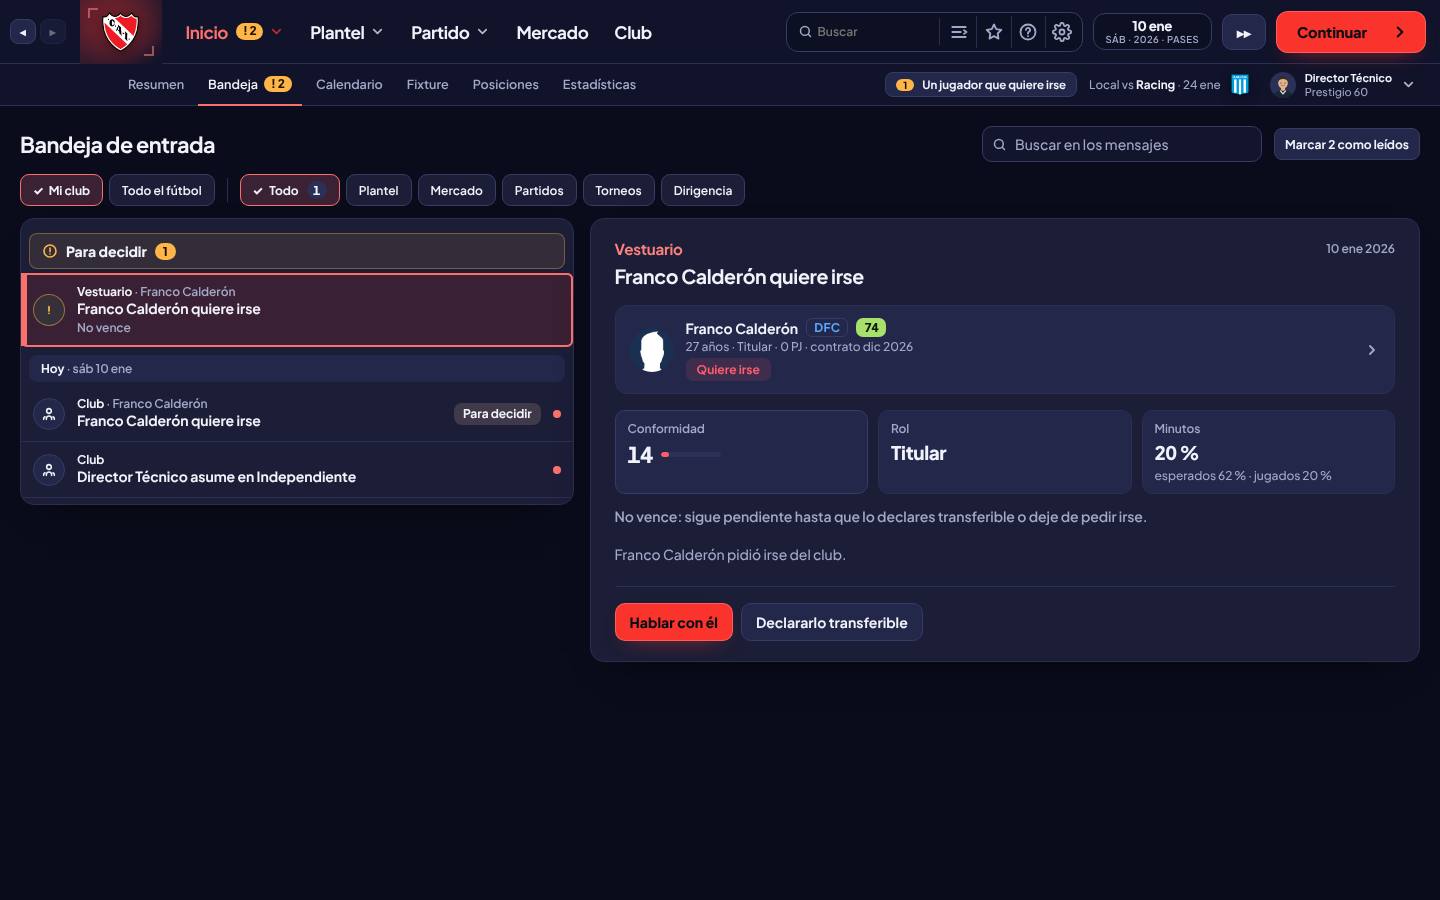 Inicio ! 2 Plantel Partido Mercado Club
Buscar
10 ene
SÁB · 2026 · PASES
Continuar
Resumen Bandeja ! 2 Calendario Fixture Posiciones Estadísticas
1 Un jugador que quiere irse
Local vs Racing · 24 ene
Director Técnico
Prestigio 60
Bandeja de entrada
Buscar en los mensajes
Marcar 2 como leídos
Mi club Todo el fútbol Todo 1 Plantel Mercado Partidos Torneos Dirigencia
Para decidir 1
!
Vestuario · Franco Calderón
Franco Calderón quiere irse
No vence
Hoy · sáb 10 ene
Club · Franco Calderón
Franco Calderón quiere irse
Para decidir
Club
Director Técnico asume en Independiente
Vestuario
10 ene 2026
Franco Calderón quiere irse
Franco Calderón DFC 74
27 años · Titular · 0 PJ · contrato dic 2026
Quiere irse
Conformidad
14
Rol
Titular
Minutos
20 %
esperados 62 % · jugados 20 %
No vence: sigue pendiente hasta que lo declares transferible o deje de pedir irse.
Franco Calderón pidió irse del club.
Hablar con él Declararlo transferible